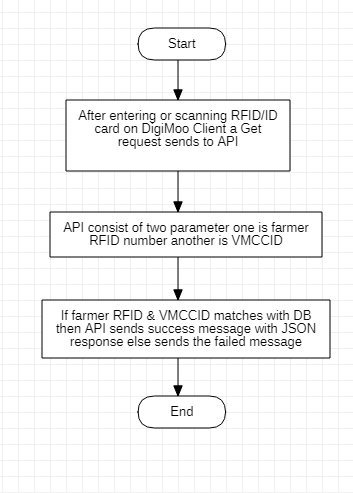 Start
After entering or scanning RFID/ID
card on DigiMoo Client a Get
request sends to API
API consist of two parameter one is farmer
RFID number another is VMCCID
If farmer RFID & VMCCID matches with DB
then API sends success message with JSON
response else sends the failed message
End